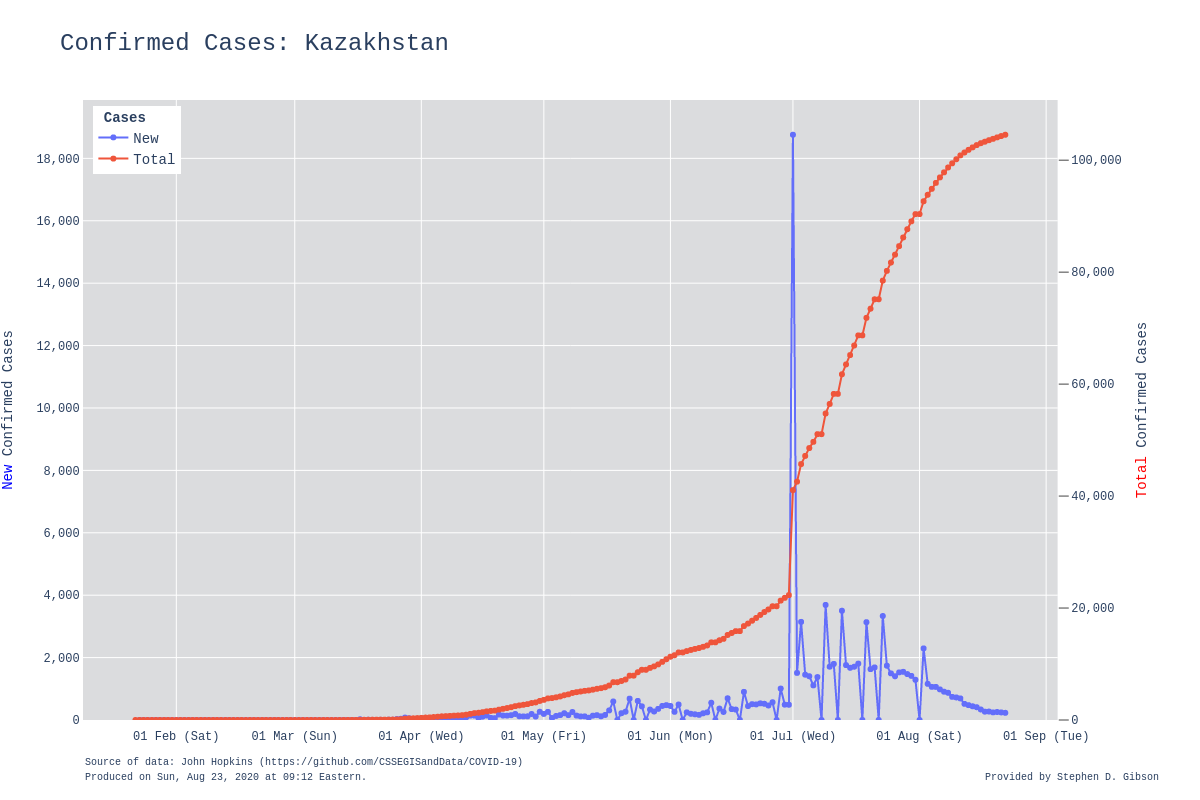 Confirmed Cases: Kazakhstan
Cases
New
Total
18,000
16,000
14,000
12,000
10,000
8,000
6,000
4,000
2,000
0
New Confirmed Cases
100,000
80,000
60,000
40,000
20,000
0
Total Confirmed Cases
01 Feb (Sat)
01 Mar (Sun)
01 Apr (Wed)
01 May (Fri)
01 Jun (Mon)
01 Jul (Wed)
01 Aug (Sat)
01 Sep (Tue)
Source of data: John Hopkins (https://github.com/CSSEGISandData/COVID-19)
Produced on Sun, Aug 23, 2020 at 09:12 Eastern.
Provided by Stephen D. Gibson